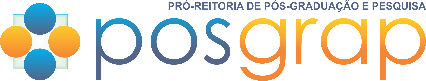 PRÓ-REITORIA DE PÓS-GRADUAÇÃO E PESQUISA
posgrap